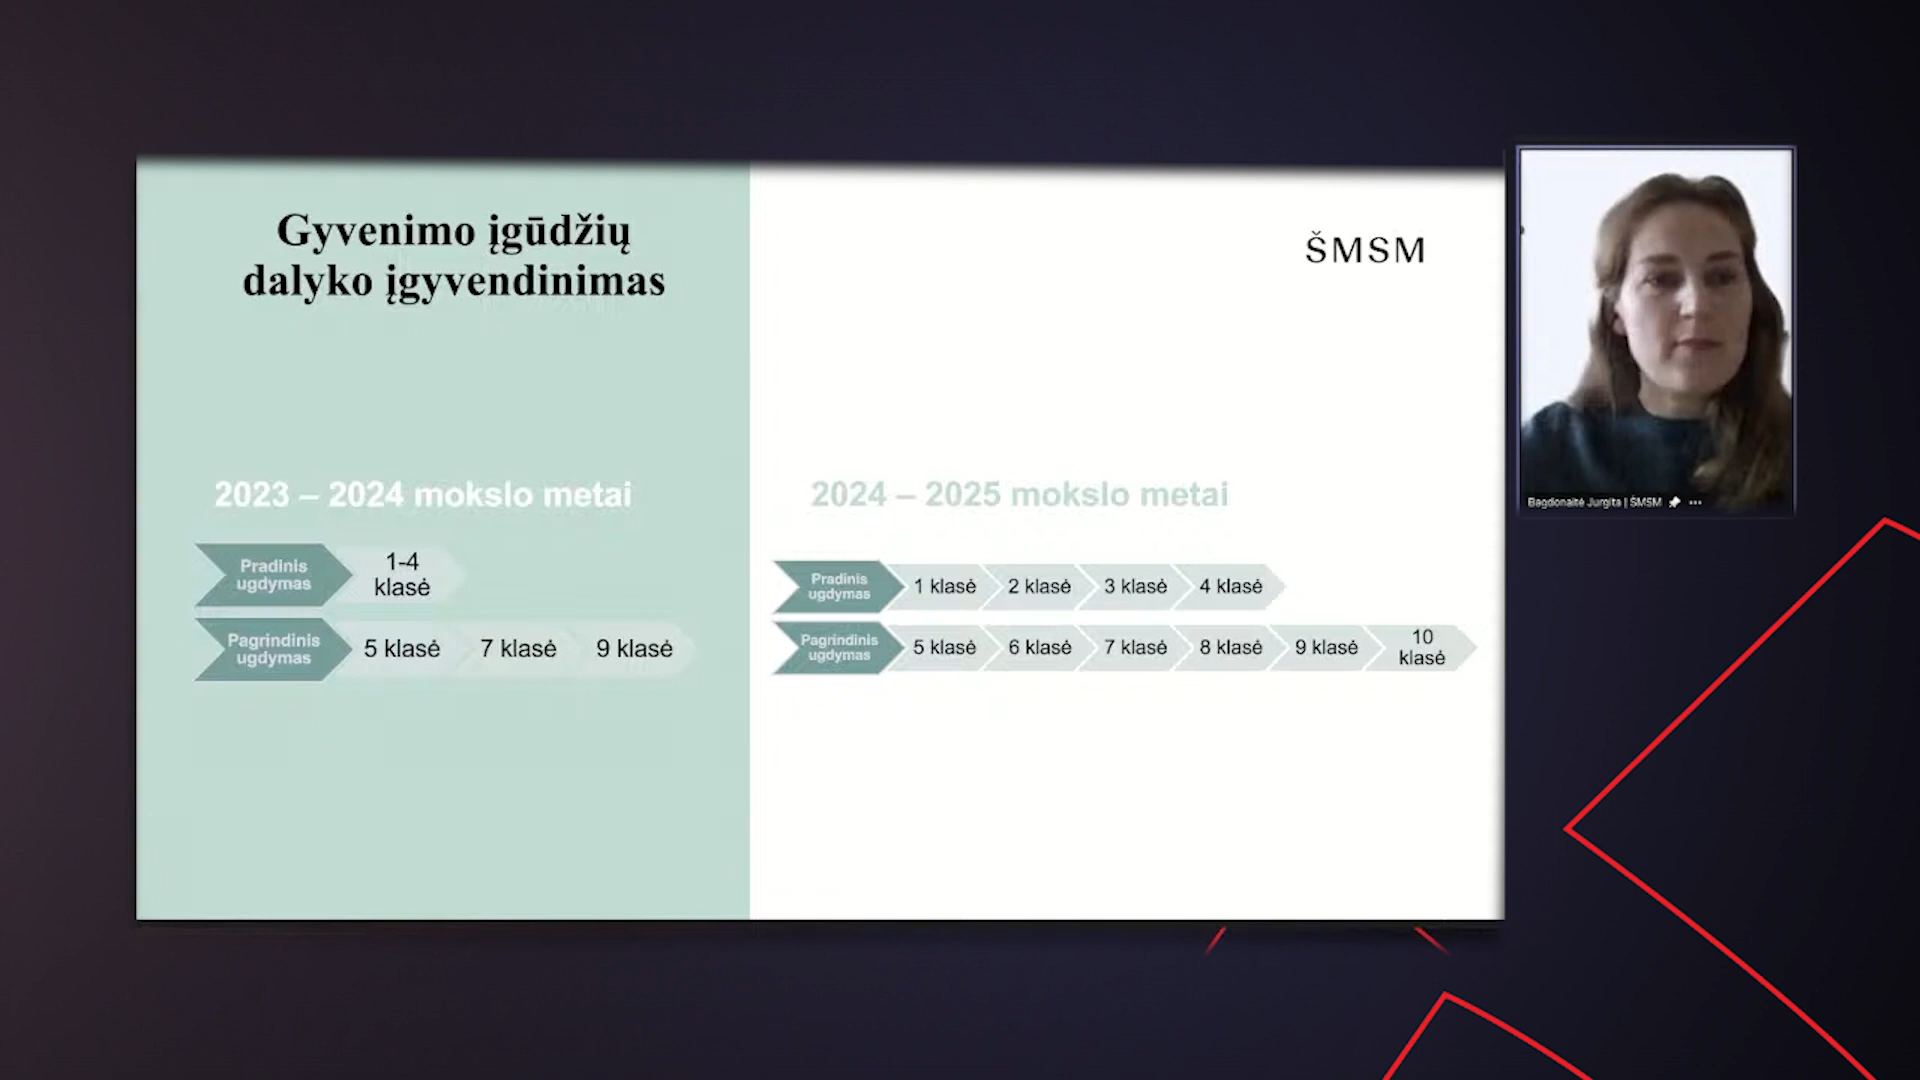 Gyvenimo įgūdžių
dalyko įgyvendinimas
ŠMSM
2023 – 2024 mokslo metai
Pradinis
ugdymas
1-4
klasė
Pagrindinis
ugdymas
5 klasė
7 klasė
9 klasė
2024 – 2025 mokslo metai
Pradinis
ugdymas
1 klasė
2 klasė
3 klasė
4 klasė
Pagrindinis
ugdymas
5 klasė
6 klasė
7 klasė
8 klasė
9 klasė
10
klasė
Bagdonaitė Jurgita | ŠMSM